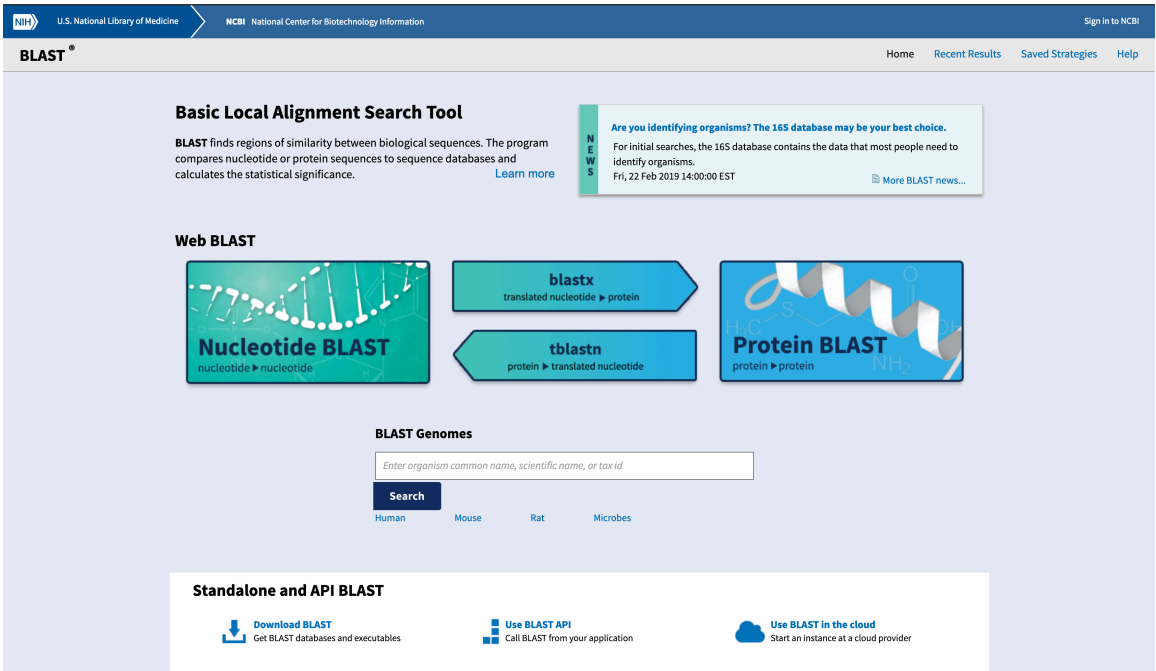 NIH U.S. National Library of Medicine NCBI National Center for Biotechnology Information Sign in to NCBI
BLAST ® Home Recent Results Saved Strategies Help
Basic Local Alignment Search Tool
BLAST finds regions of similarity between biological sequences. The program
compares nucleotide or protein sequences to sequence databases and
calculates the statistical significance. Learn more
NEWS
Are you identifying organisms? The 16S database may be your best choice.
For initial searches, the 16S database contains the data that most people need to
identify organisms.
Fri, 22 Feb 2019 14:00:00 EST
More BLAST news...
Web BLAST
Nucleotide BLAST
nucleotide ▶ nucleotide
blastx
translated nucleotide ▶ protein
tblastn
protein ▶ translated nucleotide
H₃C S O OH
Protein BLAST
protein ▶ protein
NH₂
BLAST Genomes
Enter organism common name, scientific name, or tax id
Search
Human Mouse Rat Microbes
Standalone and API BLAST
Download BLAST
Get BLAST databases and executables
Use BLAST API
Call BLAST from your application
Use BLAST in the cloud
Start an instance at a cloud provider